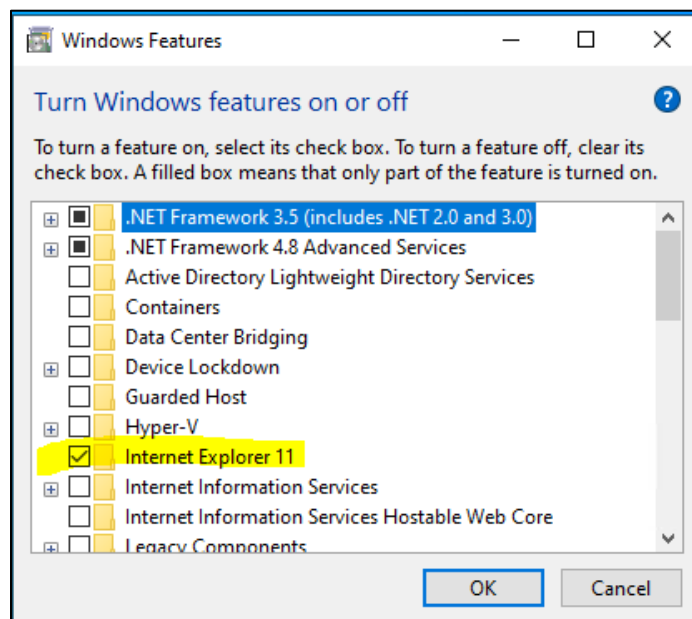 Windows Features
Turn Windows features on or off
?
To turn a feature on, select its check box. To turn a feature off, clear its
check box. A filled box means that only part of the feature is turned on.
.NET Framework 3.5 (includes .NET 2.0 and 3.0)
.NET Framework 4.8 Advanced Services
Active Directory Lightweight Directory Services
Containers
Data Center Bridging
Device Lockdown
Guarded Host
Hyper-V
Internet Explorer 11
Internet Information Services
Internet Information Services Hostable Web Core
Legacy Components
OK
Cancel